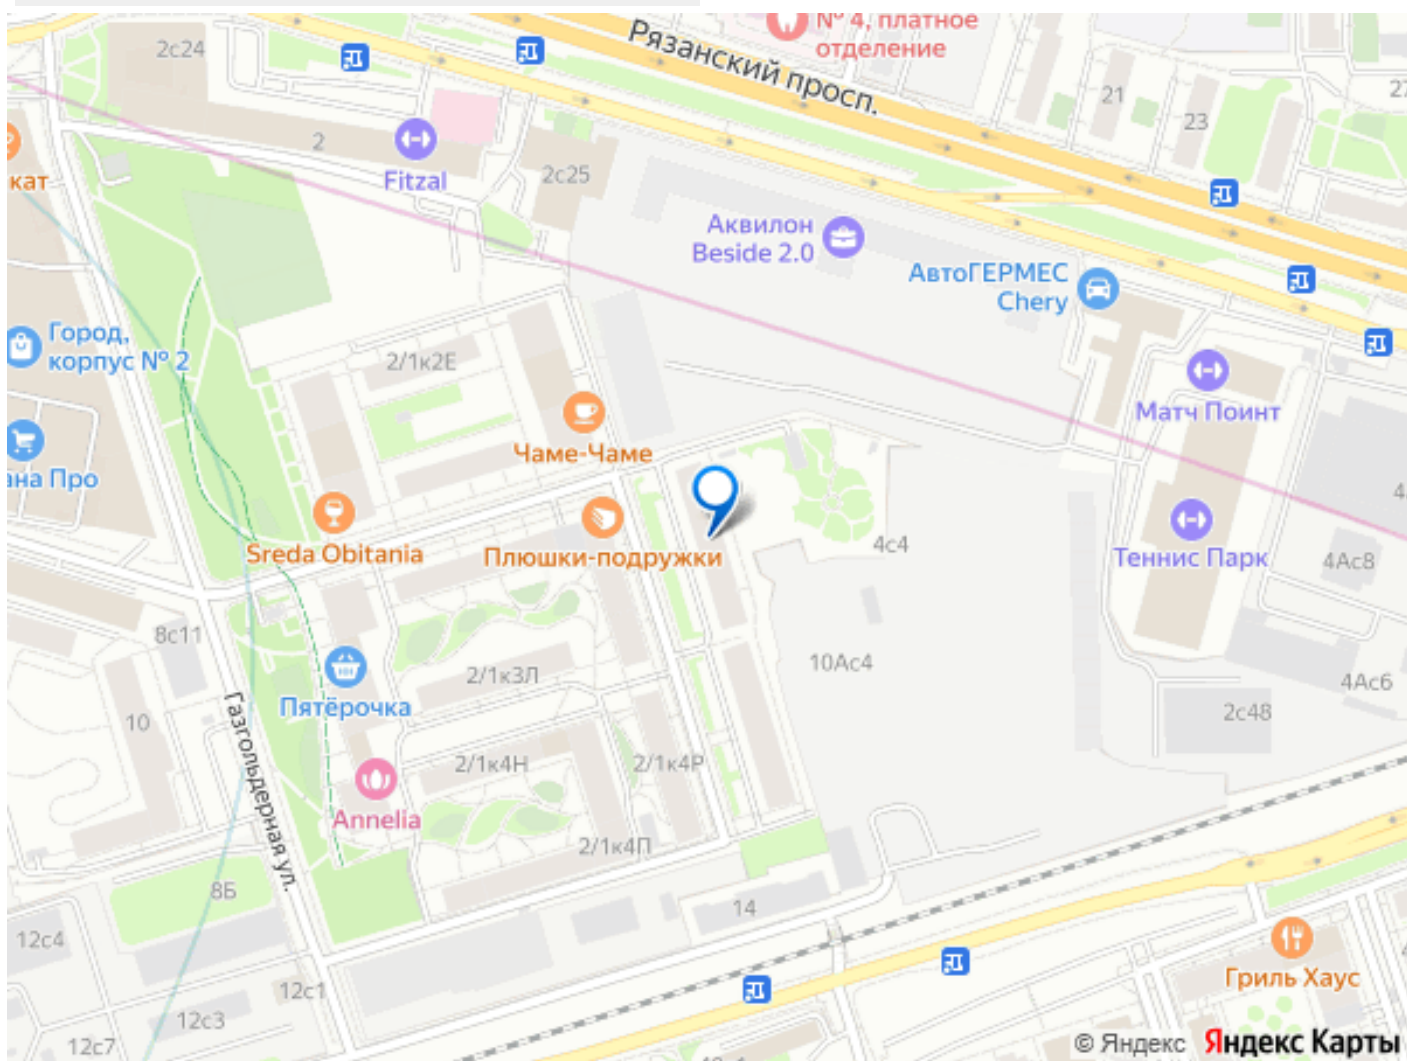 № 4, платное
отделение
Рязанский просп.
2с24
21
23
2
Fitzal
2с25
кат
Аквилон
Beside 2.0
АвтоГЕРМЕС
Chery
Город,
корпус № 2
2/1к2Е
Матч Поинт
Чаме-Чаме
ана Про
Sreda Obitania
Плюшки-подружки
4с4
Теннис Парк
4Ас8
8с11
10Ас4
2/1к3Л
4Ас6
Пятёрочка
10
2с48
Газгольдерная ул.
2/1к4Н
2/1к4Р
Annelia
2/1к4П
8Б
14
12с4
Гриль Хаус
12с1
12с3
12с7
© Яндекс Яндекс Карты